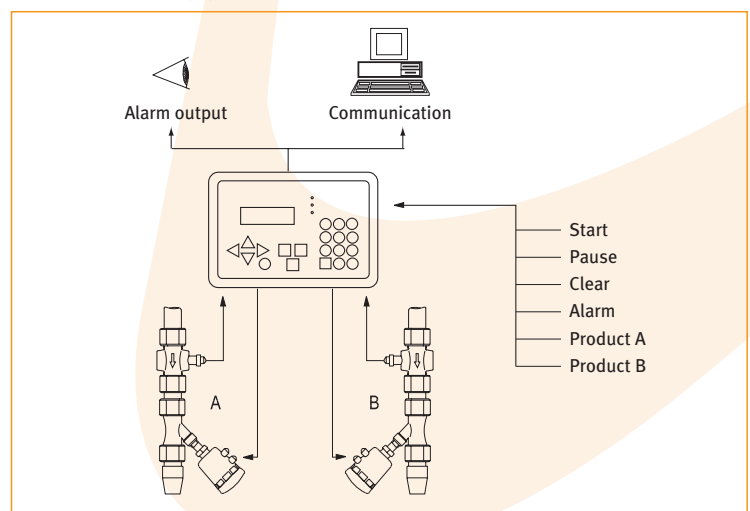 Alarm output
Communication
Start
Pause
Clear
Alarm
Product A
Product B
A
B